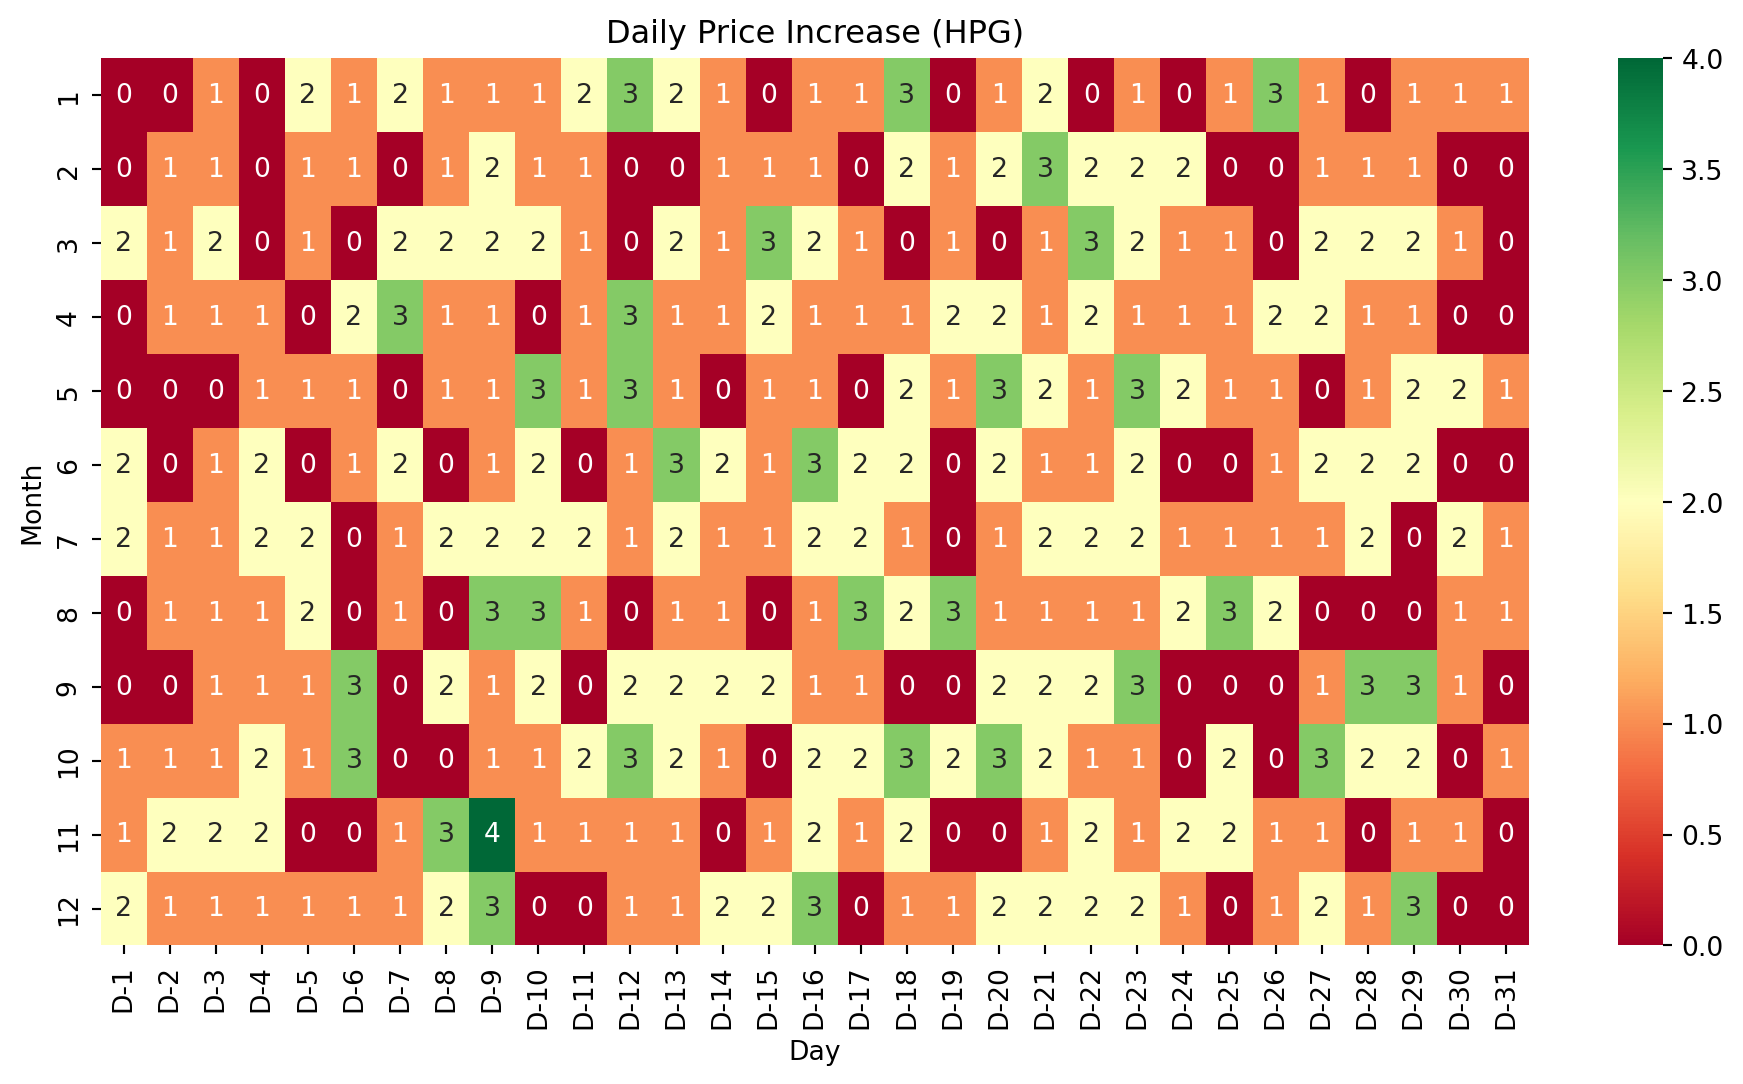 Daily Price Increase (HPG)
1 0 0 1 0 2 1 2 1 1 1 2 3 2 1 0 1 1 3 0 1 2 0 1 0 1 3 1 0 1 1 1
2 0 1 1 0 1 1 0 1 2 1 1 0 0 1 1 1 0 2 1 2 3 2 2 2 0 0 1 1 1 0 0
3 2 1 2 0 1 0 2 2 2 2 1 0 2 1 3 2 1 0 1 0 1 3 2 1 1 0 2 2 2 1 0
4 0 1 1 1 0 2 3 1 1 0 1 3 1 1 2 1 1 1 2 2 1 2 1 1 1 2 2 1 1 0 0
5 0 0 0 1 1 1 0 1 1 3 1 3 1 0 1 1 0 2 1 3 2 1 3 2 1 1 0 1 2 2 1
6 2 0 1 2 0 1 2 0 1 2 0 1 3 2 1 3 2 2 0 2 1 1 2 0 0 1 2 2 2 0 0
7 2 1 1 2 2 0 1 2 2 2 2 1 2 1 1 2 2 1 0 1 2 2 2 1 1 1 1 2 0 2 1
8 0 1 1 1 2 0 1 0 3 3 1 0 1 1 0 1 3 2 3 1 1 1 1 2 3 2 0 0 0 1 1
9 0 0 1 1 1 3 0 2 1 2 0 2 2 2 2 1 1 0 0 2 2 2 3 0 0 0 1 3 3 1 0
10 1 1 1 2 1 3 0 0 1 1 2 3 2 1 0 2 2 3 2 3 2 1 1 0 2 0 3 2 2 0 1
11 1 2 2 2 0 0 1 3 4 1 1 1 1 0 1 2 1 2 0 0 1 2 1 2 2 1 1 0 1 1 0
12 2 1 1 1 1 1 1 2 3 0 0 1 1 2 2 3 0 1 1 2 2 2 2 1 0 1 2 1 3 0 0
Month
D-1 D-2 D-3 D-4 D-5 D-6 D-7 D-8 D-9 D-10 D-11 D-12 D-13 D-14 D-15 D-16 D-17 D-18 D-19 D-20 D-21 D-22 D-23 D-24 D-25 D-26 D-27 D-28 D-29 D-30 D-31
Day
4.0
3.5
3.0
2.5
2.0
1.5
1.0
0.5
0.0